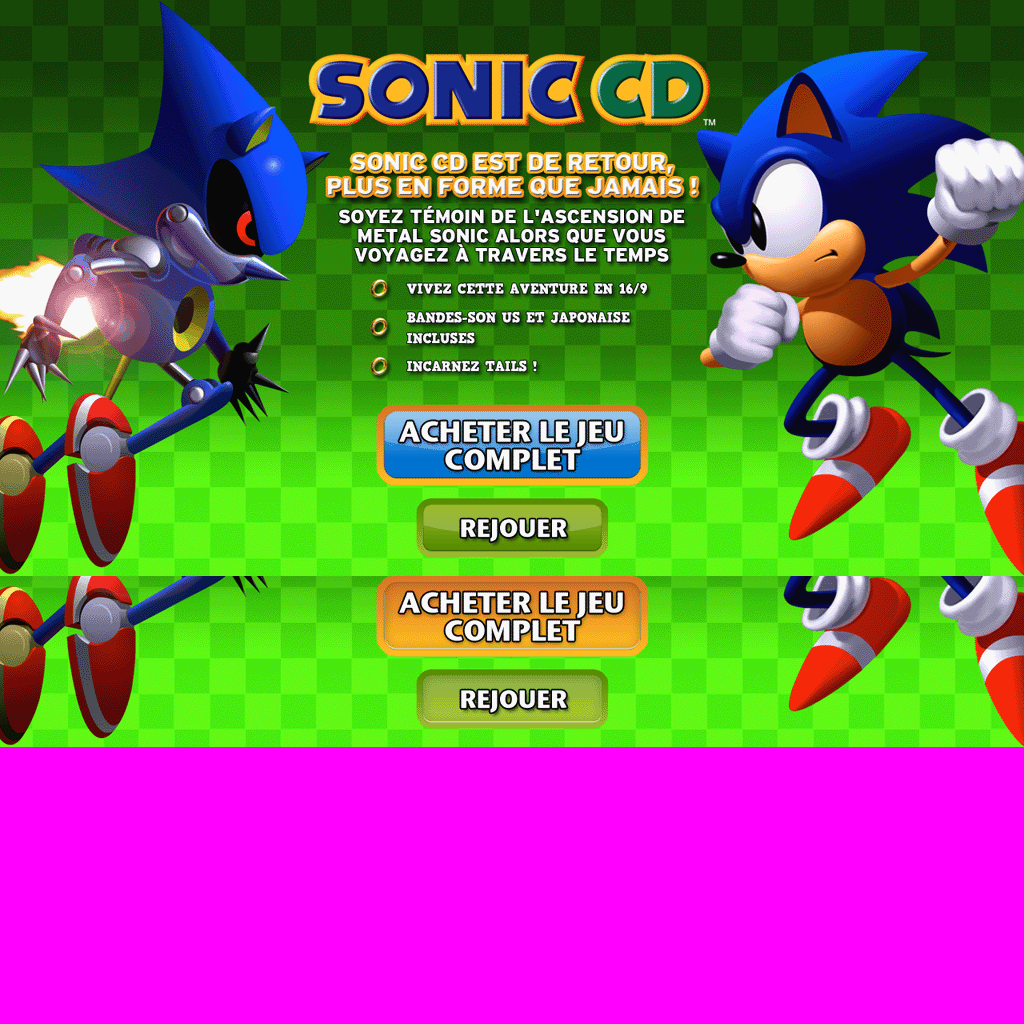 SONIC CD™
SONIC CD EST DE RETOUR,
PLUS EN FORME QUE JAMAIS !
SOYEZ TÉMOIN DE L'ASCENSION DE
METAL SONIC ALORS QUE VOUS
VOYAGEZ À TRAVERS LE TEMPS
VIVEZ CETTE AVENTURE EN 16/9
BANDES-SON US ET JAPONAISE
INCLUSES
INCARNEZ TAILS !
ACHETER LE JEU
COMPLET
REJOUER
ACHETER LE JEU
COMPLET
REJOUER